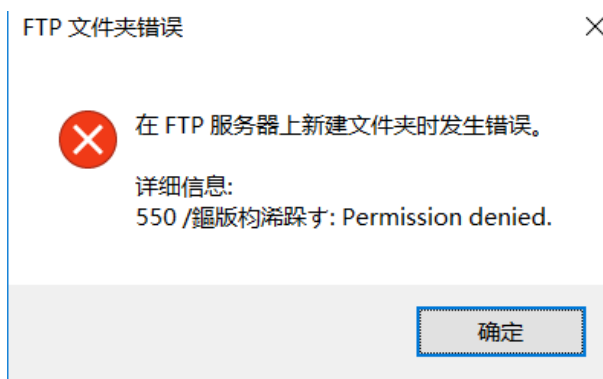 FTP 文件夹错误
在 FTP 服务器上新建文件夹时发生错误。
详细信息:
550 /鏂版枃浠跺す: Permission denied.
确定